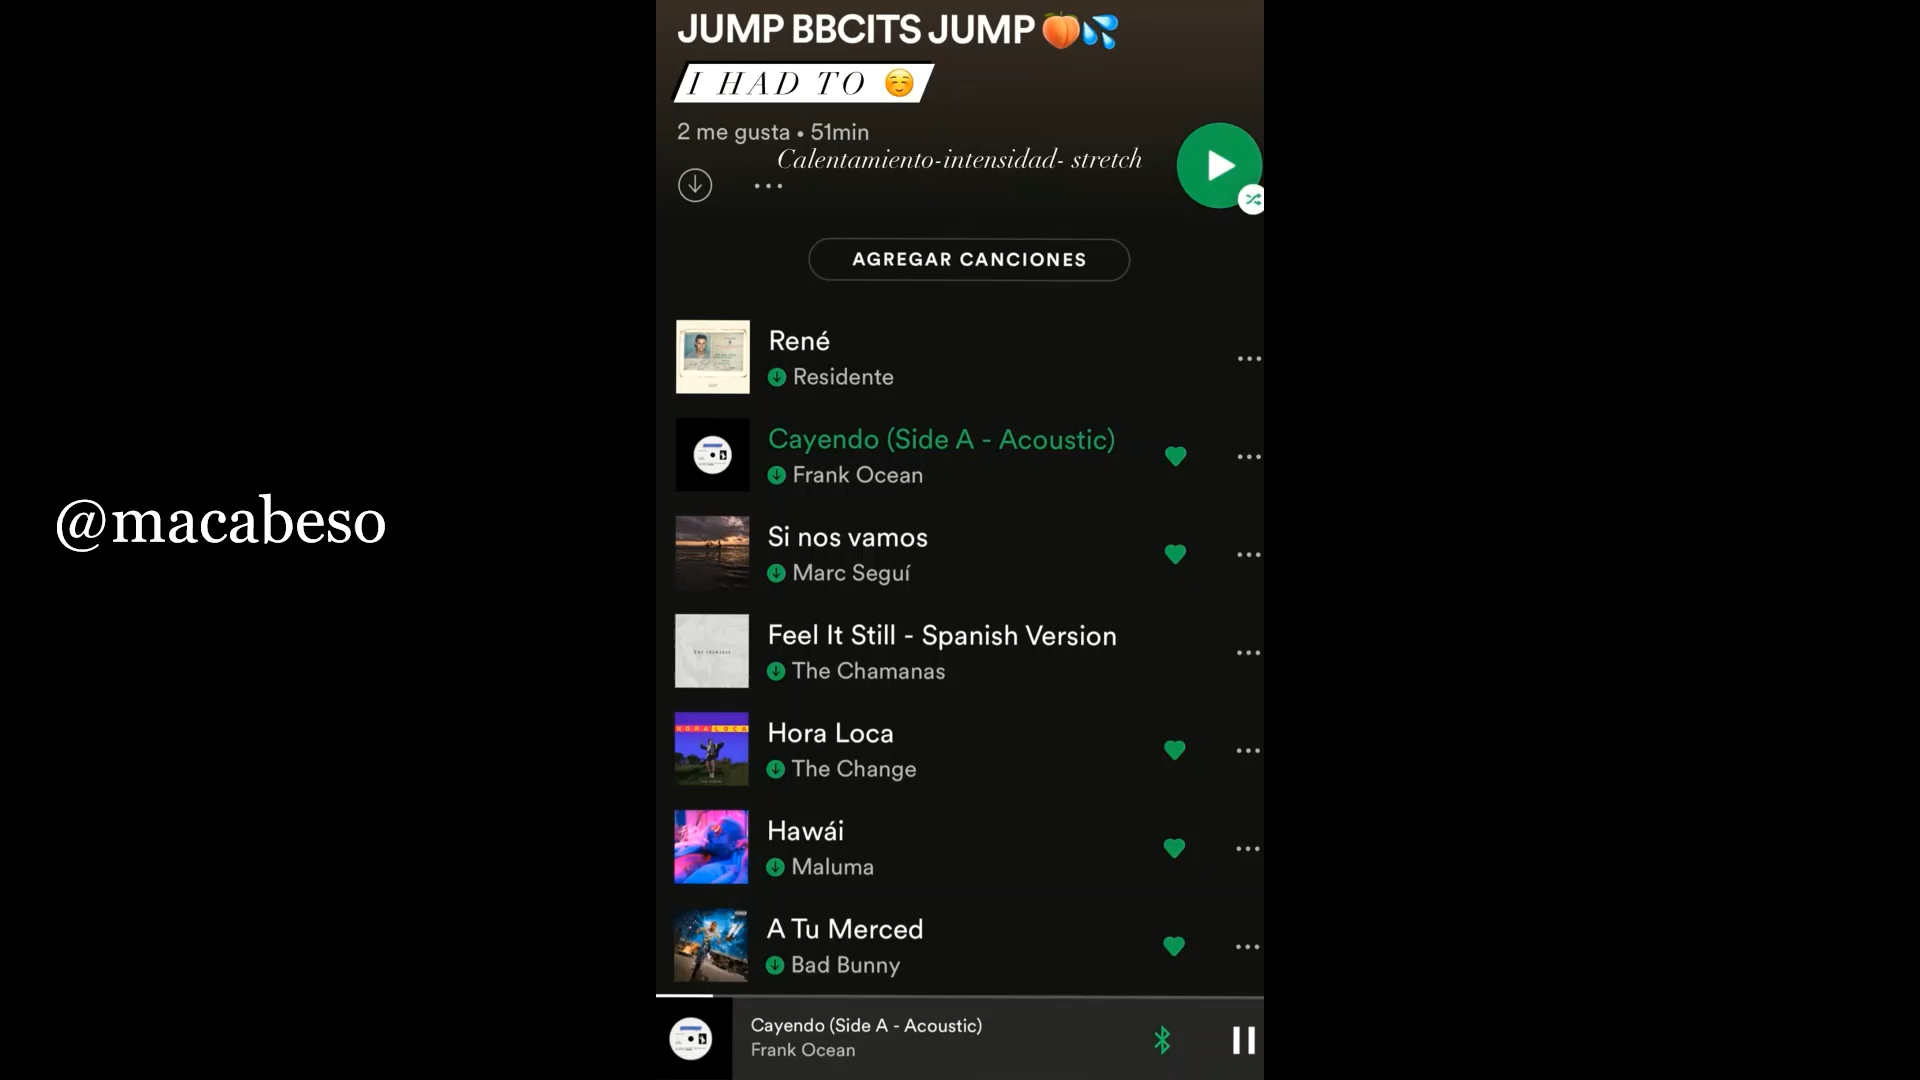 JUMP BBCITS JUMP🍑💦
I HAD TO ☺️
2 me gusta • 51min
Calentamiento-intensidad- stretch
AGREGAR CANCIONES
René
Residente
Cayendo (Side A - Acoustic)
Frank Ocean
@macabeso
Si nos vamos
Marc Seguí
Feel It Still - Spanish Version
The Chamanas
HORA LOCA
Hora Loca
The Change
Hawái
Maluma
A Tu Merced
Bad Bunny
Cayendo (Side A - Acoustic)
Frank Ocean